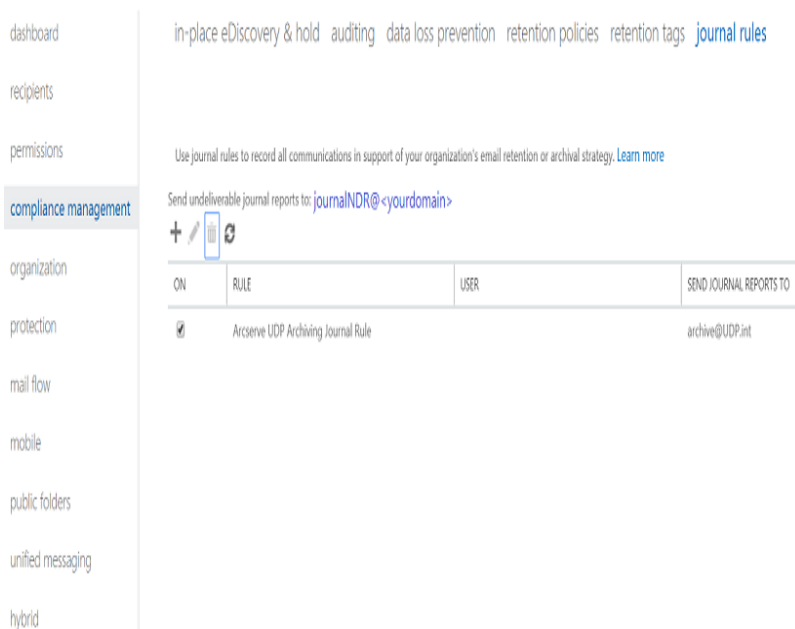 dashboard
recipients
permissions
compliance management
organization
protection
mail flow
mobile
public folders
unified messaging
hybrid
in-place eDiscovery & hold auditing data loss prevention retention policies retention tags journal rules
Use journal rules to record all communications in support of your organization's email retention or archival strategy. Learn more
Send undeliverable journal reports to: journalNDR@<yourdomain>
ON RULE USER SEND JOURNAL REPORTS TO
Arcserve UDP Archiving Journal Rule archive@UDP.int